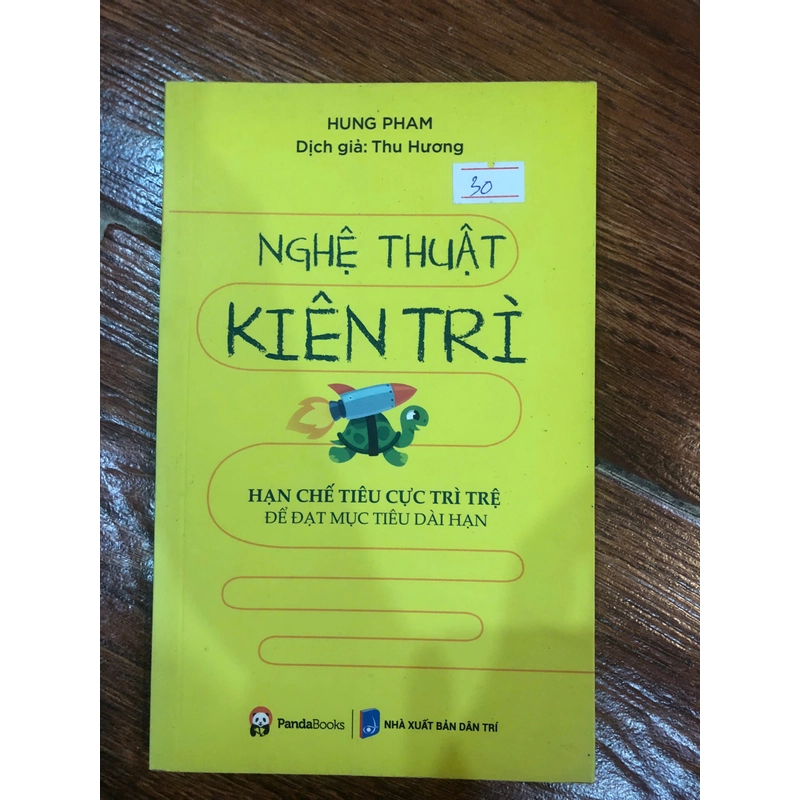 HUNG PHAM
Dịch giả: Thu Hương
30
NGHỆ THUẬT
KIÊN TRÌ
HẠN CHẾ TIÊU CỰC TRÌ TRỆ
ĐỂ ĐẠT MỤC TIÊU DÀI HẠN
PandaBooks
NHÀ XUẤT BẢN DÂN TRÍ